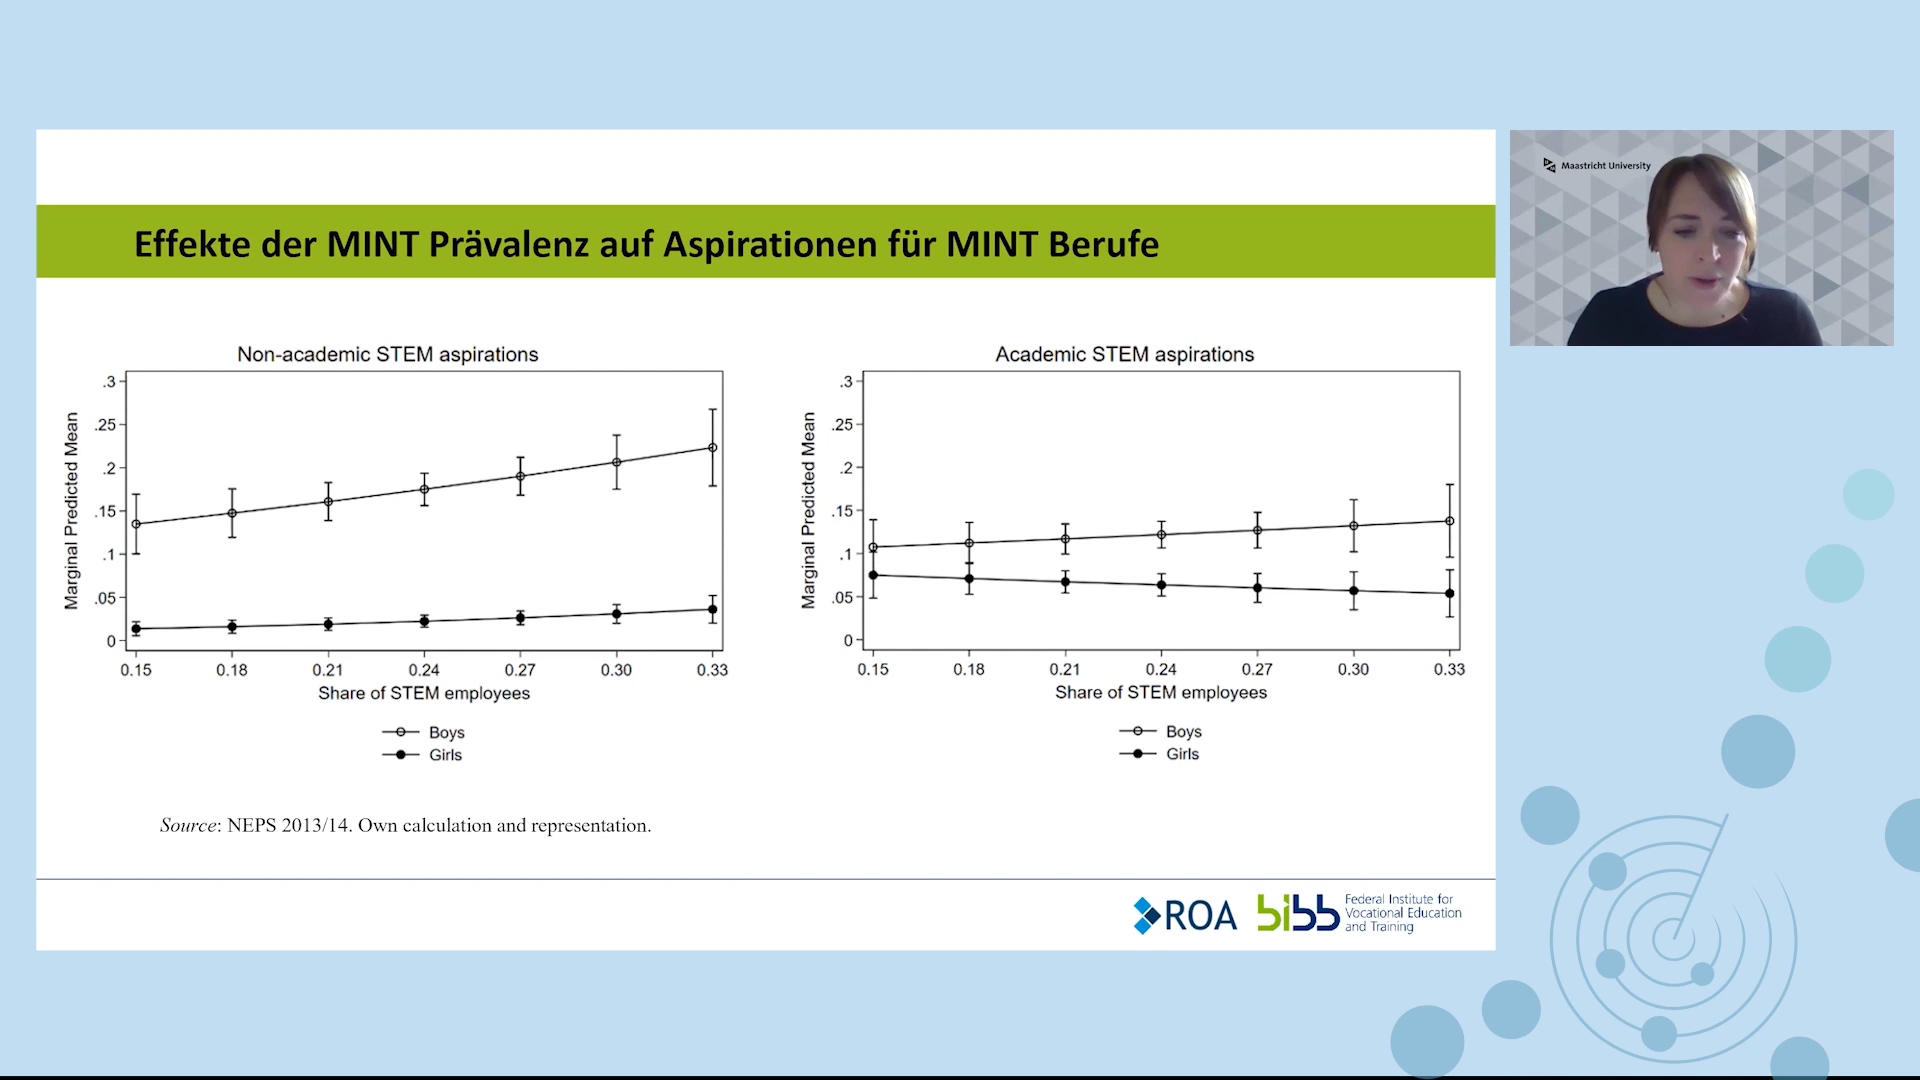 Effekte der MINT Prävalenz auf Aspirationen für MINT Berufe
Non-academic STEM aspirations
.3
.25
.2
.15
.1
.05
0
Marginal Predicted Mean
0.15 0.18 0.21 0.24 0.27 0.30 0.33
Share of STEM employees
Boys
Girls
Academic STEM aspirations
.3
.25
.2
.15
.1
.05
0
Marginal Predicted Mean
0.15 0.18 0.21 0.24 0.27 0.30 0.33
Share of STEM employees
Boys
Girls
Source: NEPS 2013/14. Own calculation and representation.
ROA
bibb
Federal Institute for
Vocational Education
and Training
Maastricht University